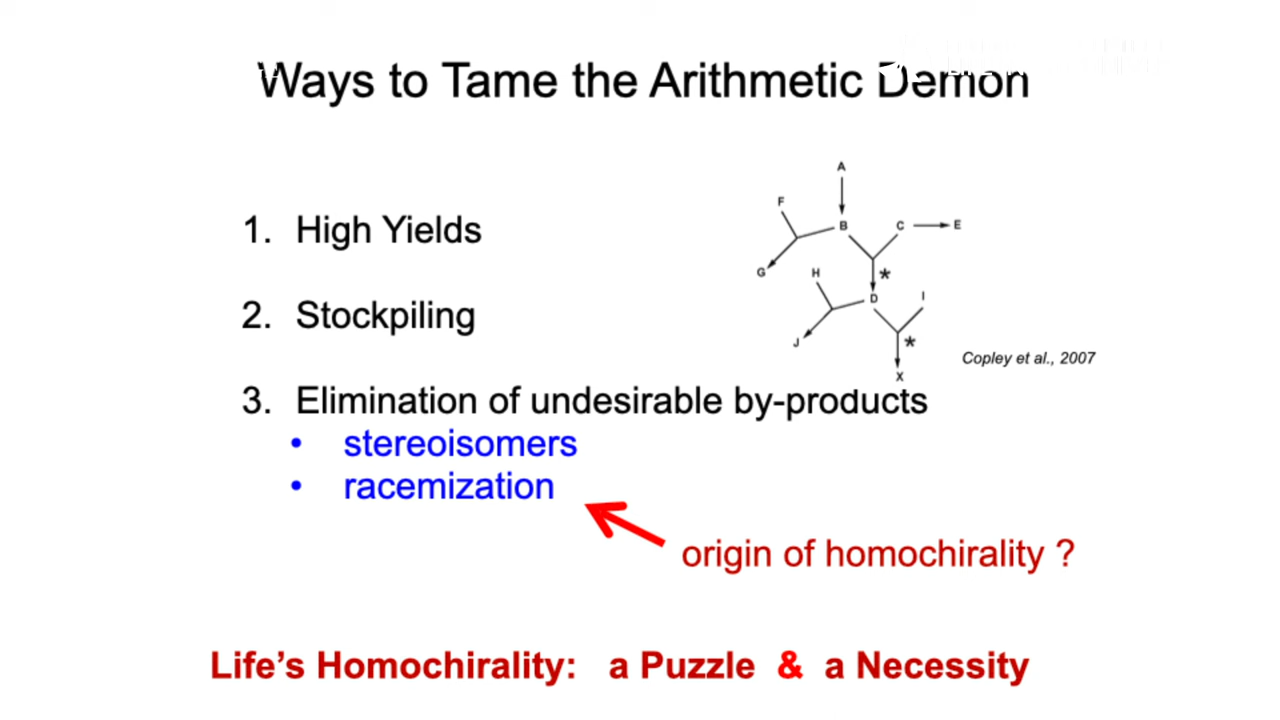 Ways to Tame the Arithmetic Demon
A
F
B
C
E
G
H
*
D
I
J
*
X
Copley et al., 2007
1. High Yields
2. Stockpiling
3. Elimination of undesirable by-products
• stereoisomers
• racemization
origin of homochirality ?
Life's Homochirality: a Puzzle & a Necessity